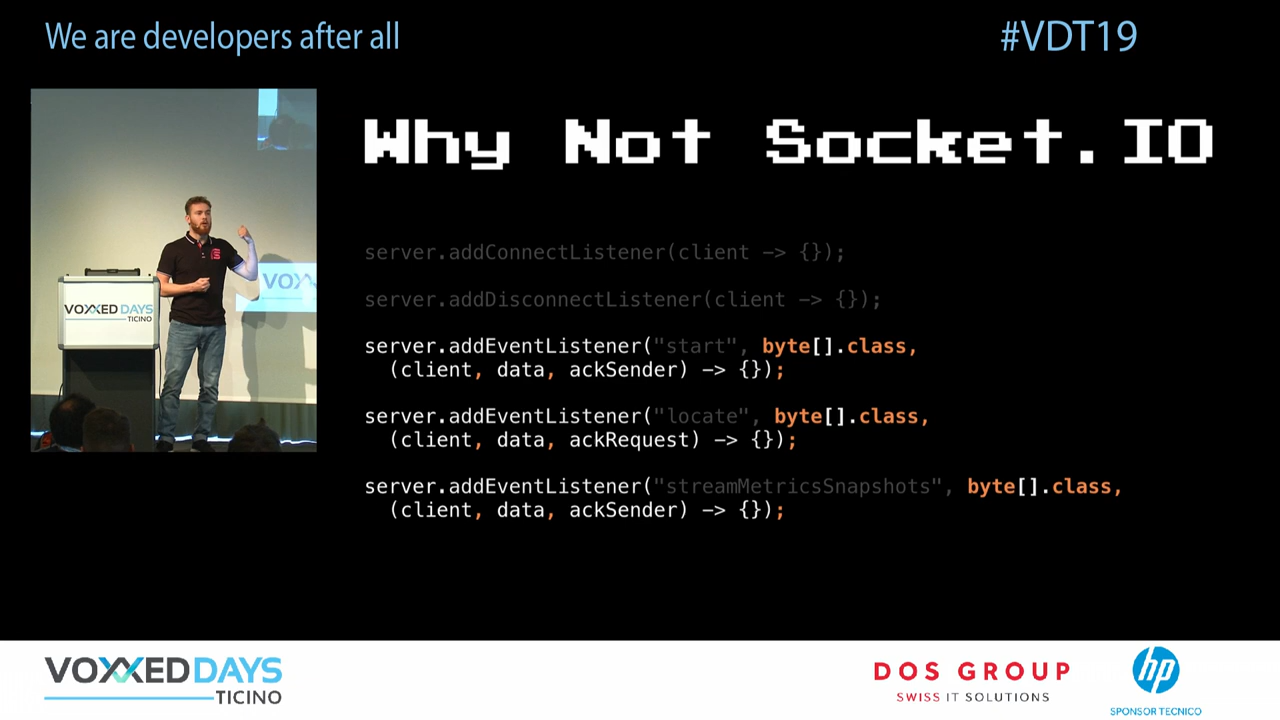 We are developers after all
#VDT19
Why Not Socket.IO
server.addConnectListener(client -> {});
server.addDisconnectListener(client -> {});
server.addEventListener("start", byte[].class,
(client, data, ackSender) -> {});
server.addEventListener("locate", byte[].class,
(client, data, ackRequest) -> {});
server.addEventListener("streamMetricsSnapshots", byte[].class,
(client, data, ackSender) -> {});
VOXXED DAYS
TICINO
VOXX
VOXXED DAYS
TICINO
DOS GROUP
SWISS IT SOLUTIONS
hp
SPONSOR TECNICO